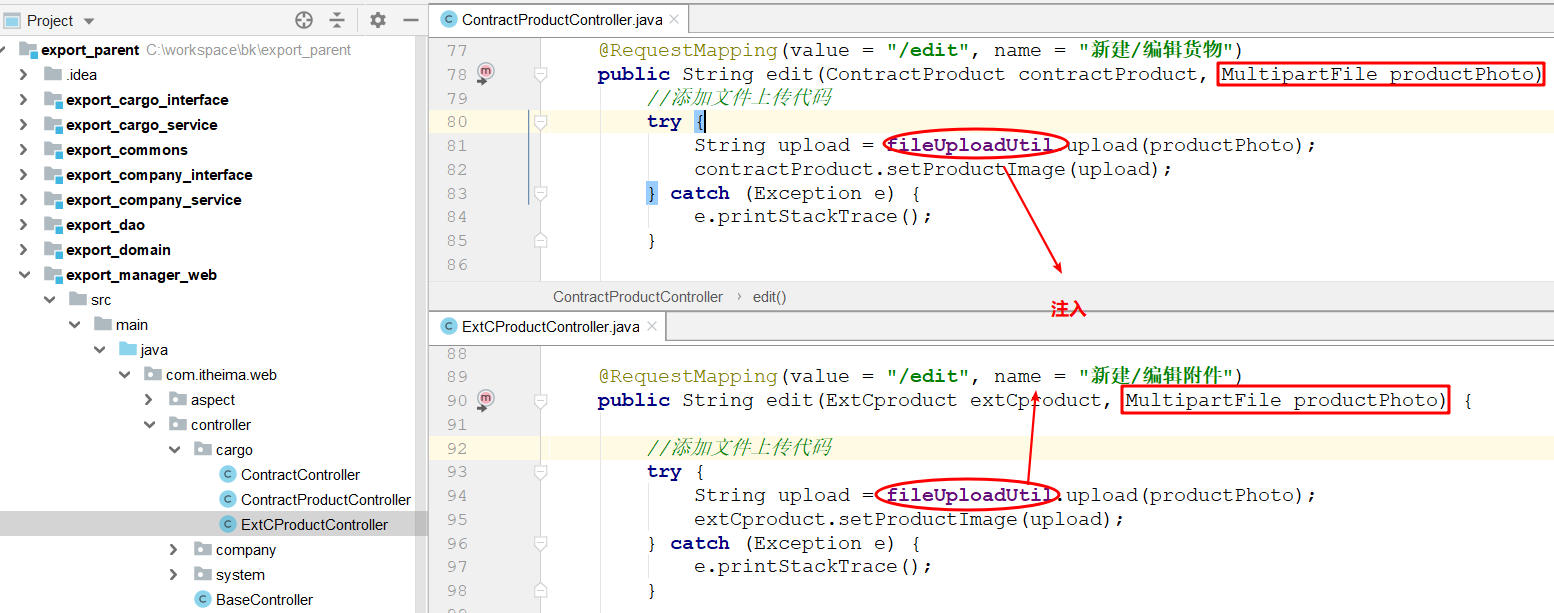 Project
export_parent C:\workspace\bk\export_parent
.idea
export_cargo_interface
export_cargo_service
export_commons
export_company_interface
export_company_service
export_dao
export_domain
export_manager_web
src
main
java
com.itheima.web
aspect
controller
cargo
ContractController
ContractProductController
ExtCProductController
company
system
BaseController
ContractProductController.java
77 @RequestMapping(value = "/edit", name = "新建/编辑货物")
78 public String edit(ContractProduct contractProduct, MultipartFile productPhoto)
79 //添加文件上传代码
80 try {
81 String upload = fileUploadUtil.upload(productPhoto);
82 contractProduct.setProductImage(upload);
83 } catch (Exception e) {
84 e.printStackTrace();
85 }
86
ContractProductController › edit()
注入
ExtCProductController.java
88
89 @RequestMapping(value = "/edit", name = "新建/编辑附件")
90 public String edit(ExtCproduct extCproduct, MultipartFile productPhoto) {
91
92 //添加文件上传代码
93 try {
94 String upload = fileUploadUtil.upload(productPhoto);
95 extCproduct.setProductImage(upload);
96 } catch (Exception e) {
97 e.printStackTrace();
98 }